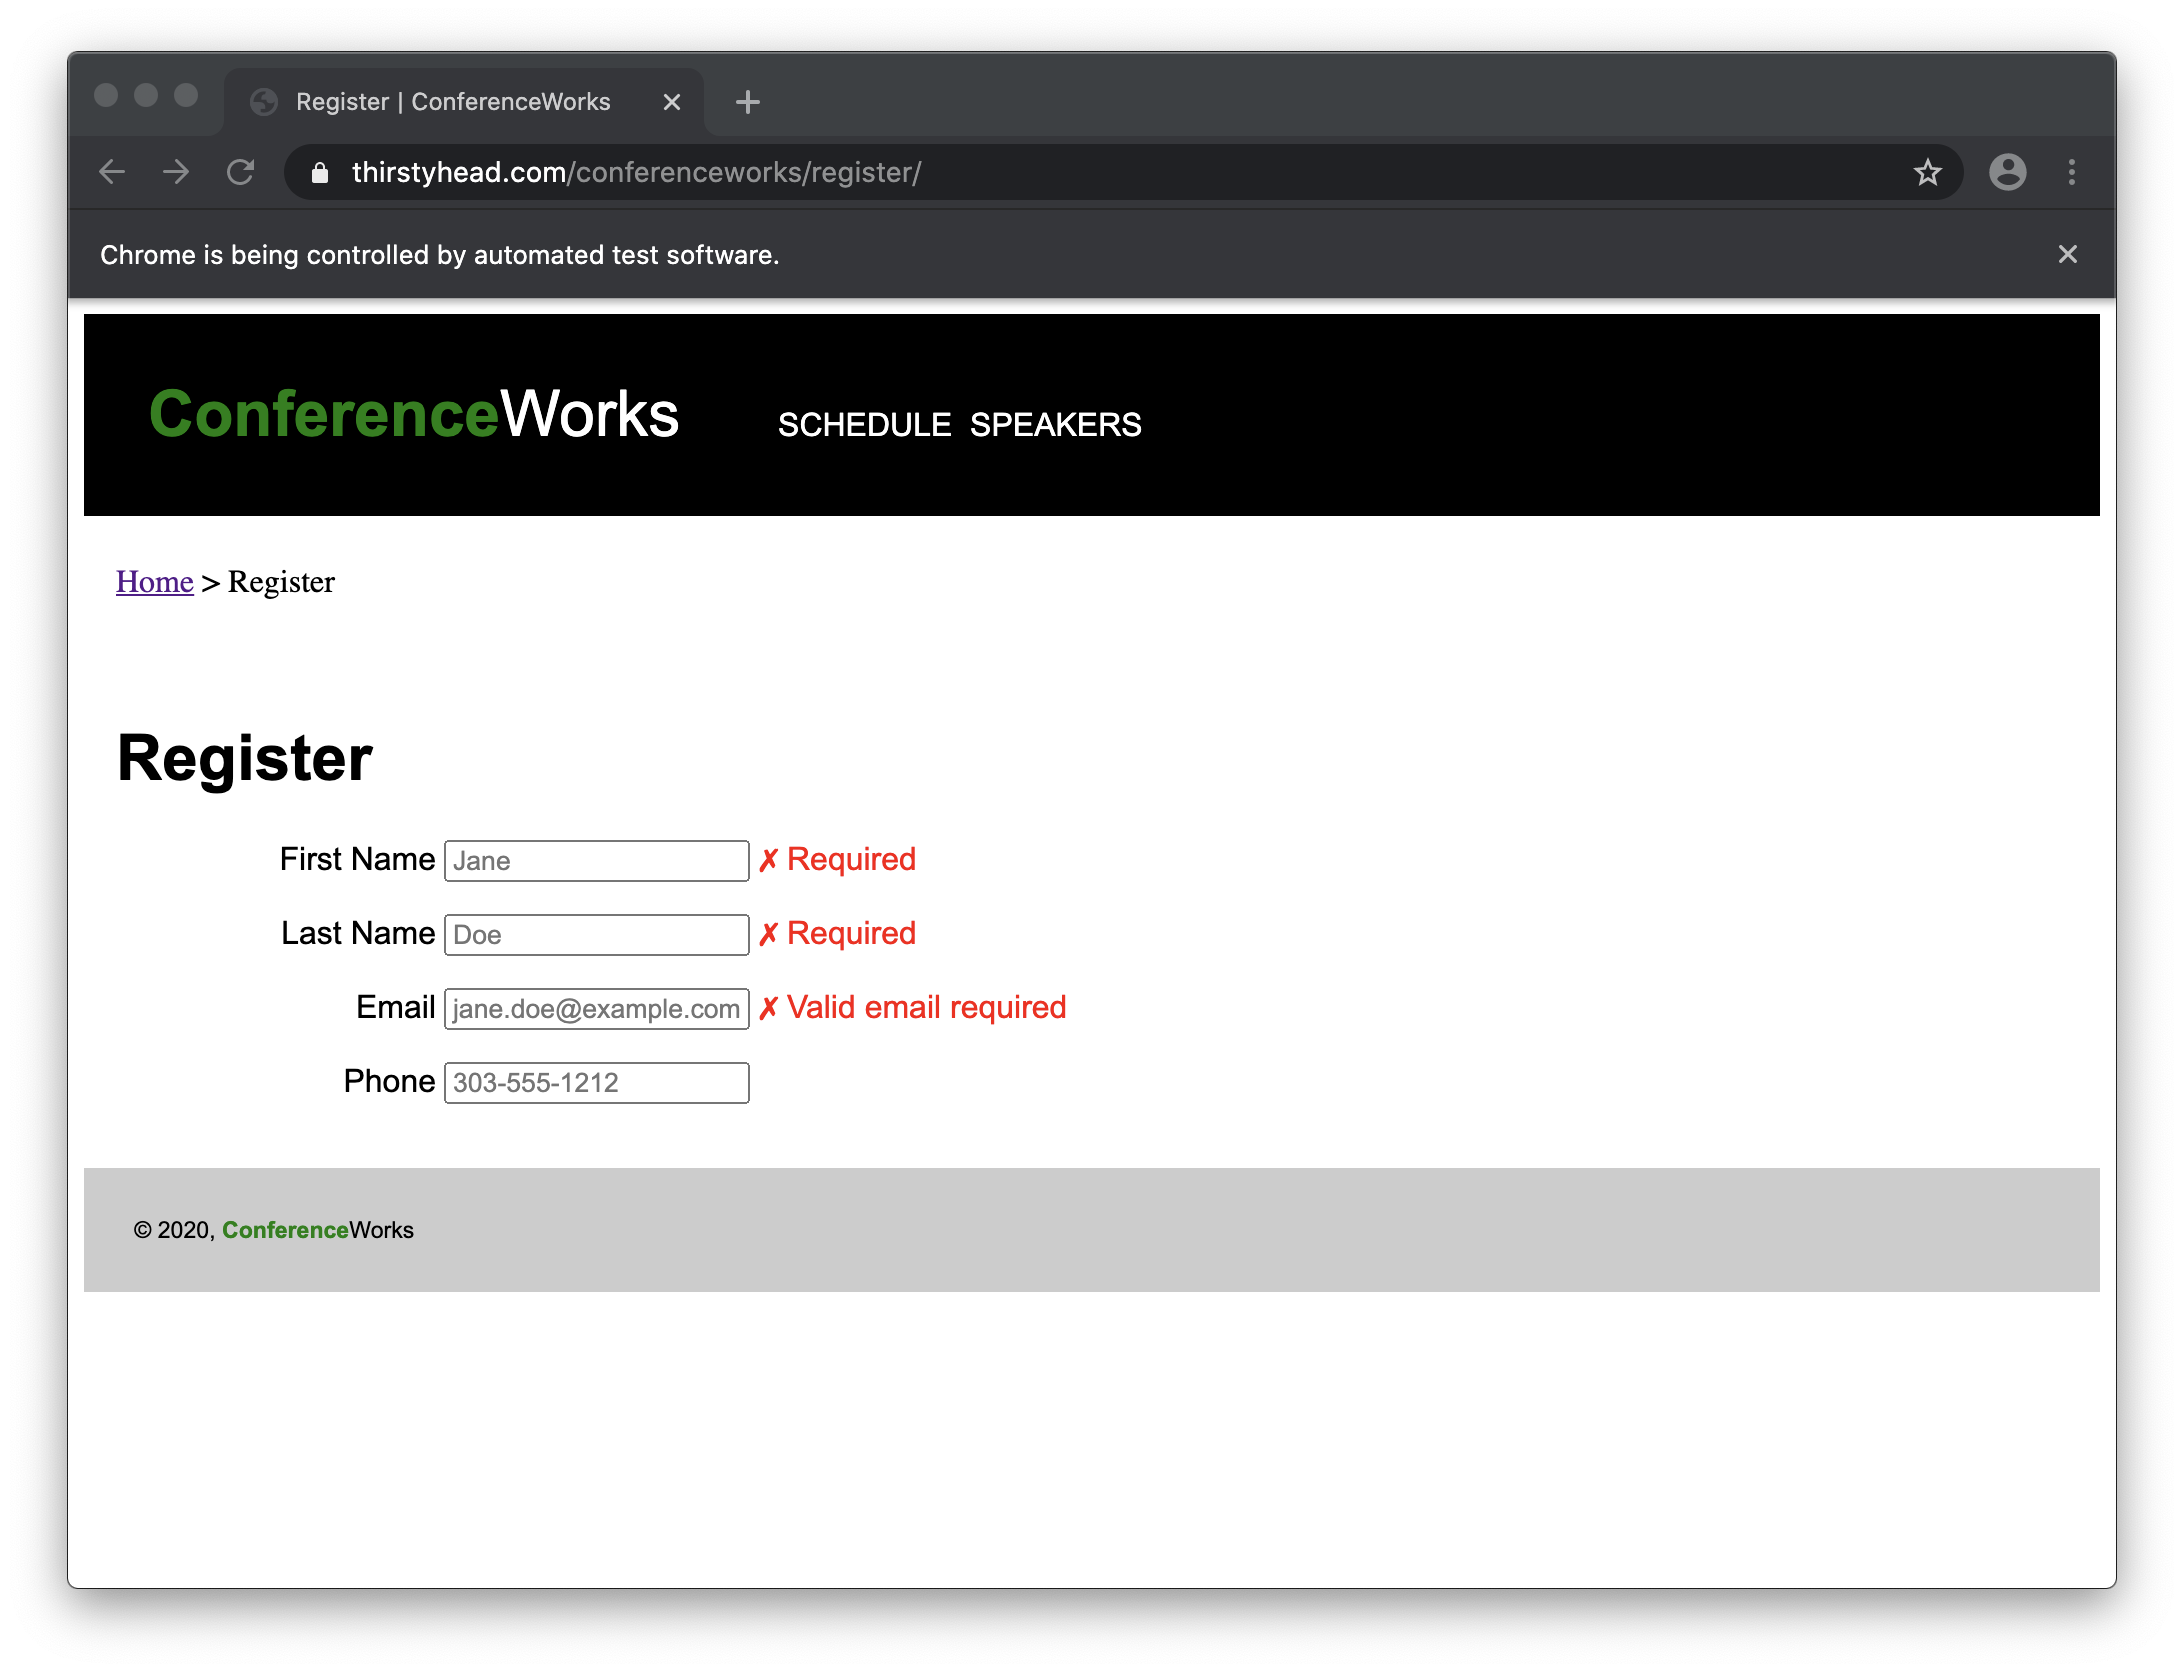 Register | ConferenceWorks
thirstyhead.com/conferenceworks/register/
Chrome is being controlled by automated test software.
ConferenceWorks SCHEDULE SPEAKERS
Home > Register
Register
First Name Jane ✗ Required
Last Name Doe ✗ Required
Email jane.doe@example.com ✗ Valid email required
Phone 303-555-1212
© 2020, ConferenceWorks